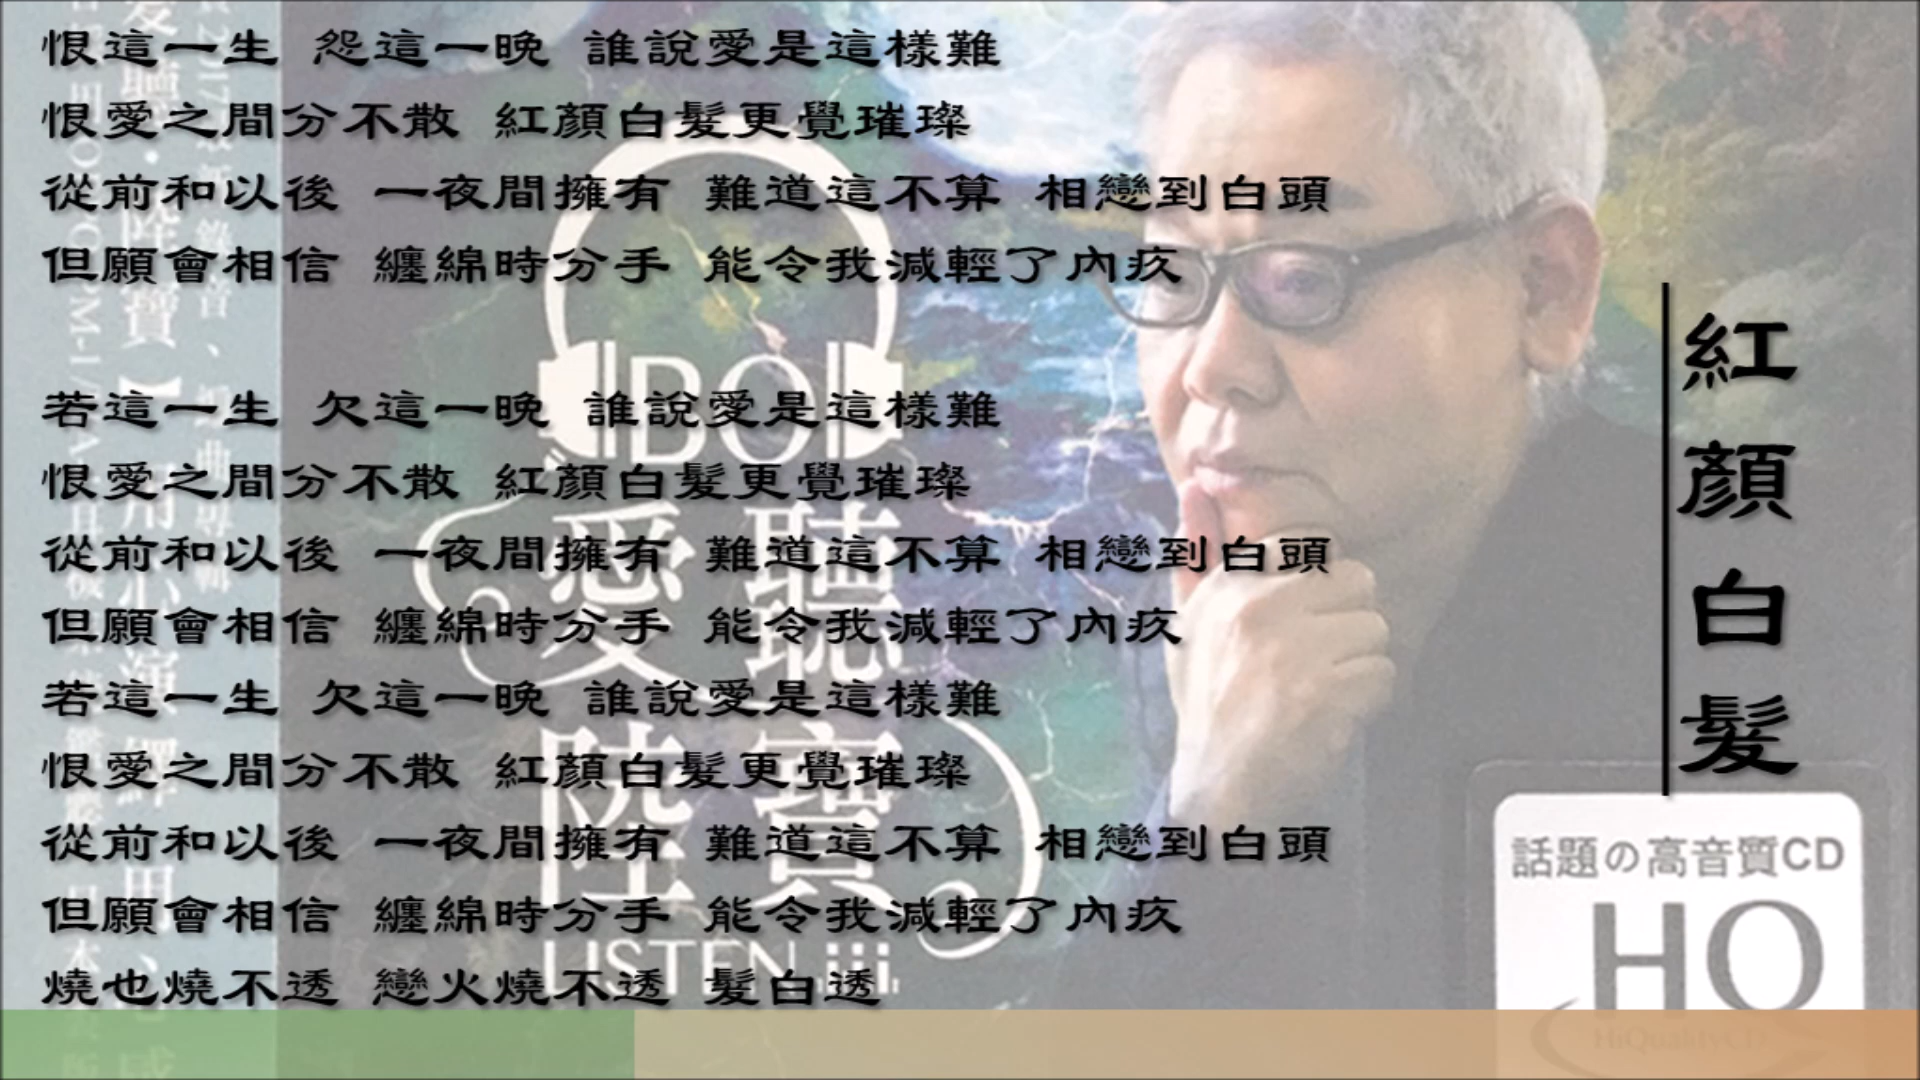 恨這一生 怨這一晚 誰說愛是這樣難
恨愛之間分不散 紅顏白髮更覺璀璨
從前和以後 一夜間擁有 難道這不算 相戀到白頭
但願會相信 纏綿時分手 能令我減輕了內疚
若這一生 欠這一晚 誰說愛是這樣難
恨愛之間分不散 紅顏白髮更覺璀璨
從前和以後 一夜間擁有 難道這不算 相戀到白頭
但願會相信 纏綿時分手 能令我減輕了內疚
若這一生 欠這一晚 誰說愛是這樣難
恨愛之間分不散 紅顏白髮更覺璀璨
從前和以後 一夜間擁有 難道這不算 相戀到白頭
但願會相信 纏綿時分手 能令我減輕了內疚
燒也燒不透 戀火燒不透 髮白透
紅顏白髮
BO
愛聽
陸寶
LISTEN
話題の高音質CD
HQ
HiQualityCD